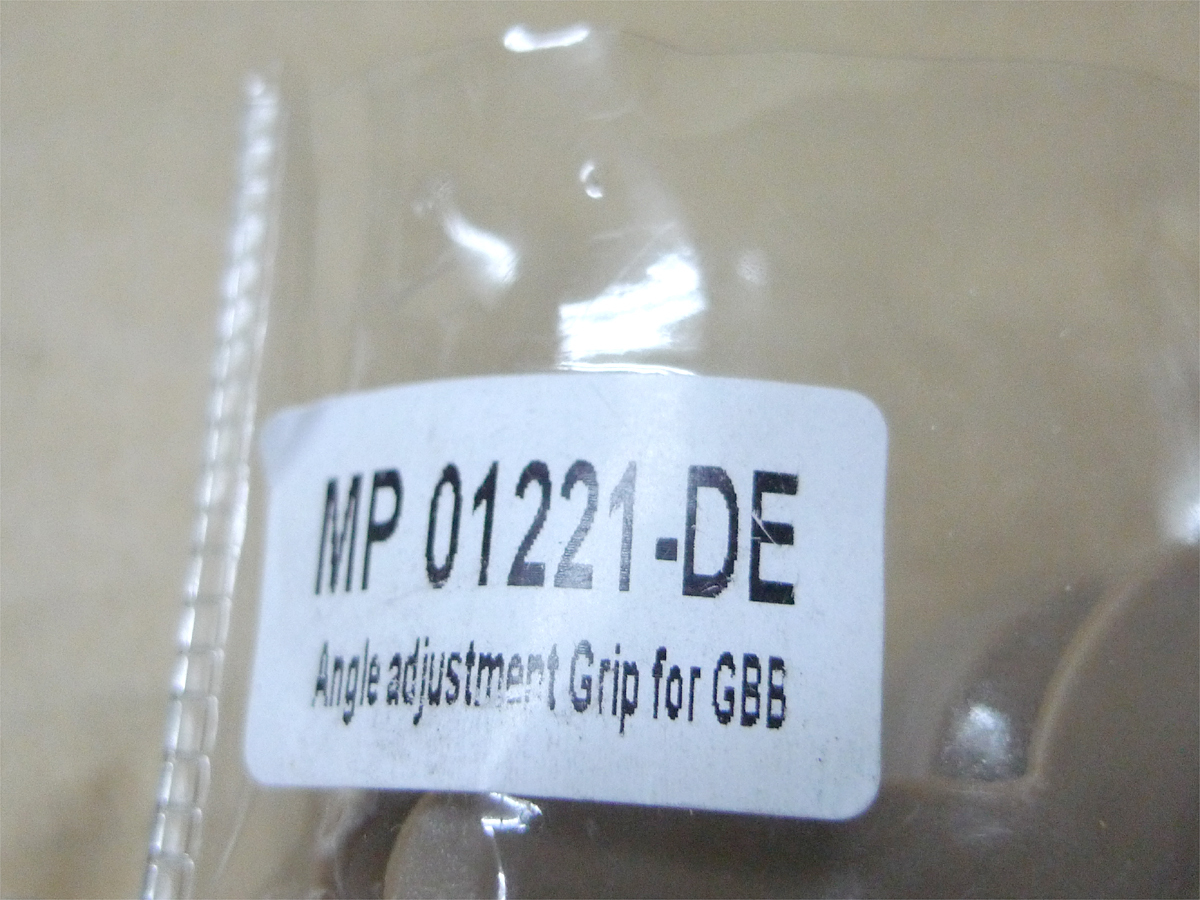 MP 01221-DE
Angle adjustment Grip for GBB